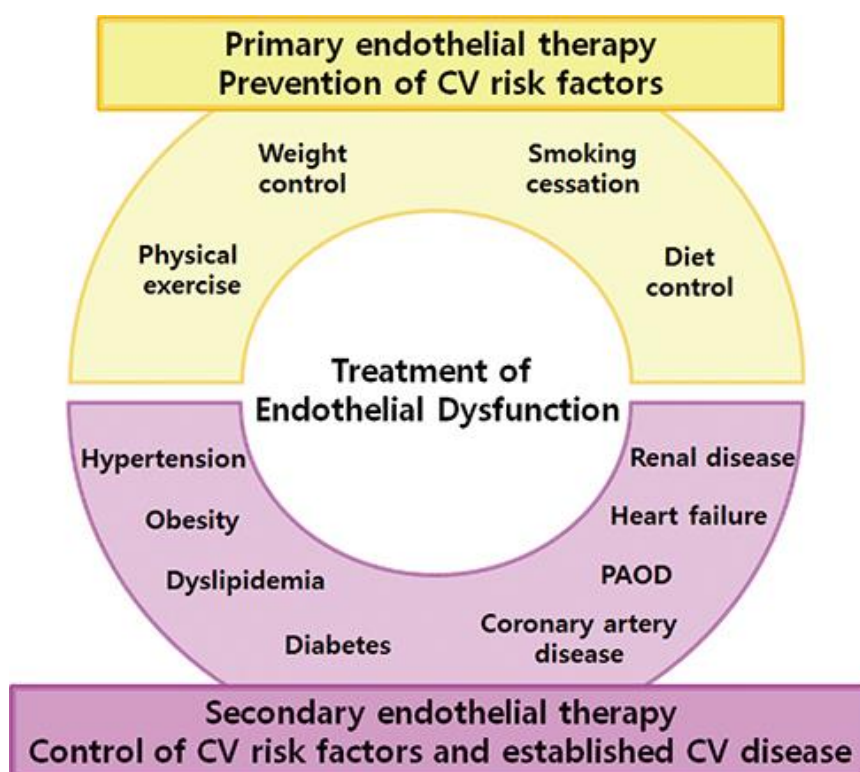 Primary endothelial therapy
Prevention of CV risk factors
Weight
control
Smoking
cessation
Physical
exercise
Diet
control
Treatment of
Endothelial Dysfunction
Hypertension
Renal disease
Obesity
Heart failure
Dyslipidemia
PAOD
Diabetes
Coronary artery
disease
Secondary endothelial therapy
Control of CV risk factors and established CV disease